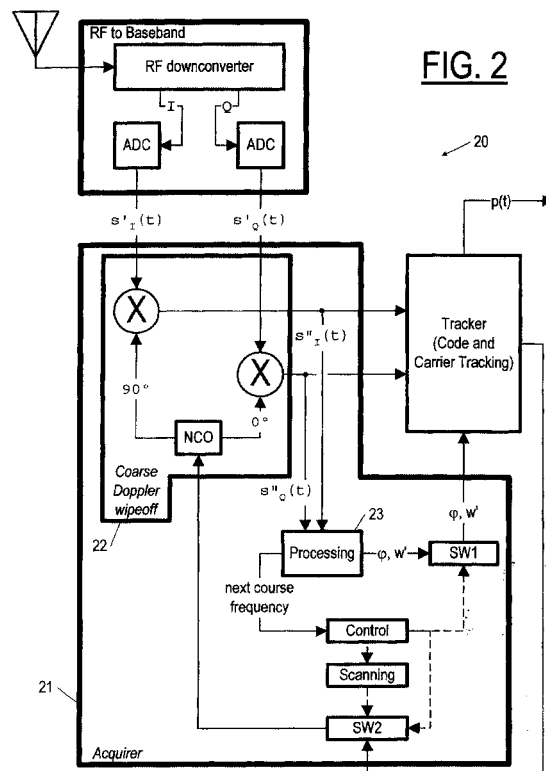 RF to Baseband
RF downconverter
FIG. 2
I
Q
ADC
ADC
20
s'I(t)
s'Q(t)
p(t)
X
s"I(t)
Tracker
(Code and
Carrier Tracking)
X
90°
0°
NCO
Coarse
Doppler
wipeoff
s"Q(t)
22
23
φ, w'
Processing
φ, w'
SW1
next course
frequency
Control
Scanning
21
SW2
Acquirer